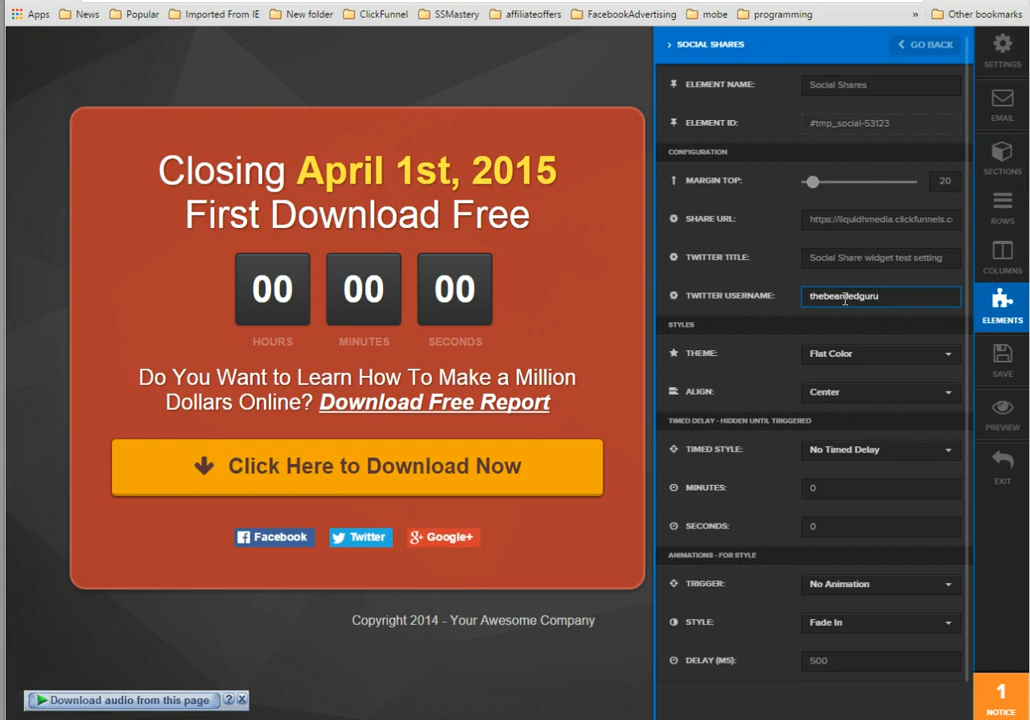 Apps News Popular Imported From IE New folder ClickFunnel SSMastery affiliateoffers FacebookAdvertising mobe programming » Other bookmarks
Closing April 1st, 2015
First Download Free
00 00 00
HOURS MINUTES SECONDS
Do You Want to Learn How To Make a Million
Dollars Online? Download Free Report
Click Here to Download Now
Facebook Twitter Google+
Copyright 2014 - Your Awesome Company
Download audio from this page ? X
SOCIAL SHARES GO BACK
ELEMENT NAME: Social Shares
ELEMENT ID: #tmp_social-53123
CONFIGURATION
MARGIN TOP: 20
SHARE URL: https://liquidhmedia.clickfunnels.c
TWITTER TITLE: Social Share widget test setting
TWITTER USERNAME: thebeardedguru
STYLES
THEME: Flat Color
ALIGN: Center
TIMED DELAY - HIDDEN UNTIL TRIGGERED
TIMED STYLE: No Timed Delay
MINUTES: 0
SECONDS: 0
ANIMATIONS - FOR STYLE
TRIGGER: No Animation
STYLE: Fade In
DELAY (MS): 500
SETTINGS
EMAIL
SECTIONS
ROWS
COLUMNS
ELEMENTS
SAVE
PREVIEW
EXIT
1
NOTICE